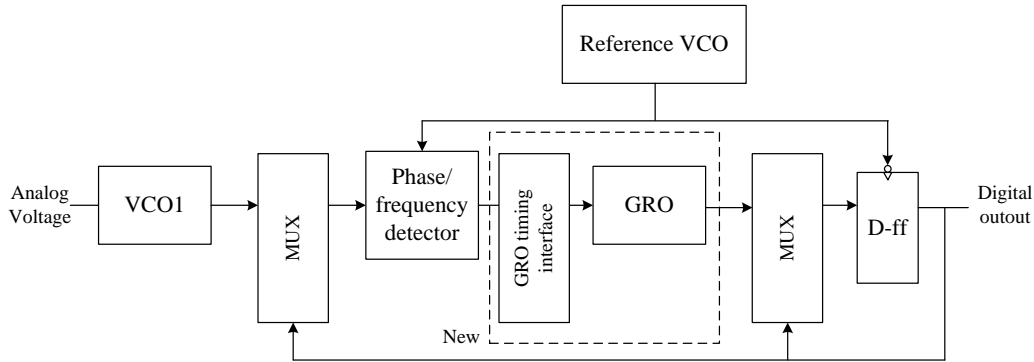 Reference VCO
Analog
Voltage
VCO1
MUX
Phase/
frequency
detector
GRO timing
interface
GRO
MUX
D-ff
Digital
outout
New